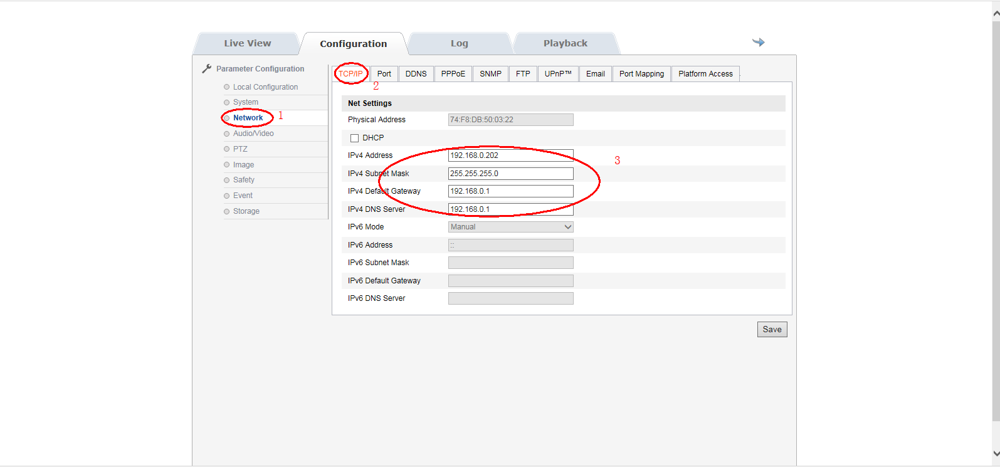 Live View Configuration Log Playback
Parameter Configuration
Local Configuration
System
Network 1
Audio/Video
PTZ
Image
Safety
Event
Storage
TCP/IP Port DDNS PPPoE SNMP FTP UPnP™ Email Port Mapping Platform Access
2
Net Settings
Physical Address 74:F8:DB:50:03:22
DHCP
IPv4 Address 192.168.0.202
3
IPv4 Subnet Mask 255.255.255.0
IPv4 Default Gateway 192.168.0.1
IPv4 DNS Server 192.168.0.1
IPv6 Mode Manual
IPv6 Address ::
IPv6 Subnet Mask
IPv6 Default Gateway
IPv6 DNS Server
Save